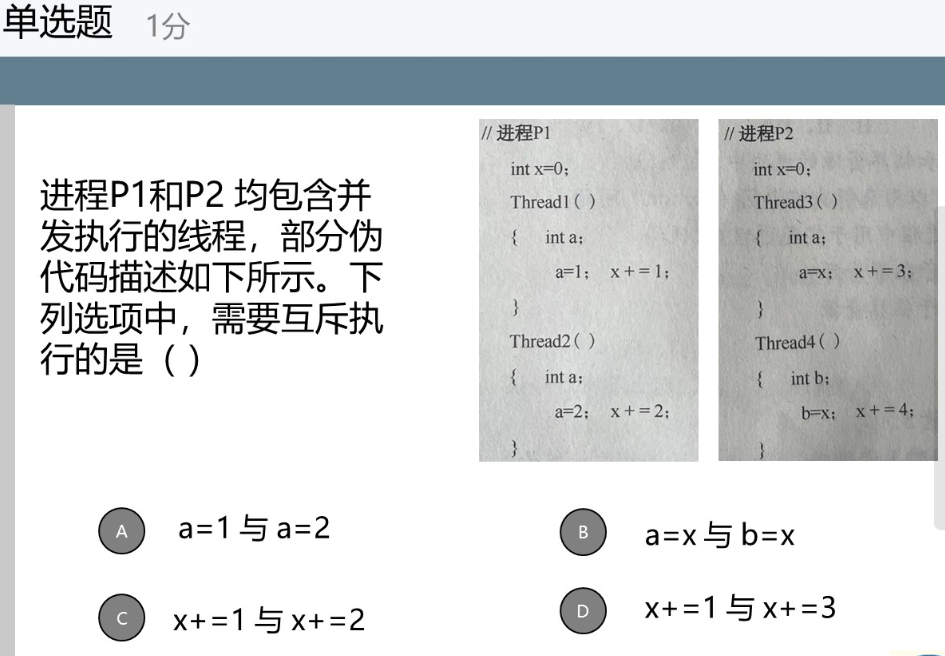 单选题 1分
进程P1和P2 均包含并
发执行的线程，部分伪
代码描述如下所示。下
列选项中，需要互斥执
行的是（ ）
// 进程P1
int x=0;
Thread1( )
{ int a;
a=1; x+=1;
}
Thread2( )
{ int a;
a=2; x+=2;
}
// 进程P2
int x=0;
Thread3( )
{ int a;
a=x; x+=3;
}
Thread4( )
{ int b;
b=x; x+=4;
}
A a=1 与 a=2
B a=x 与 b=x
C x+=1 与 x+=2
D x+=1 与 x+=3